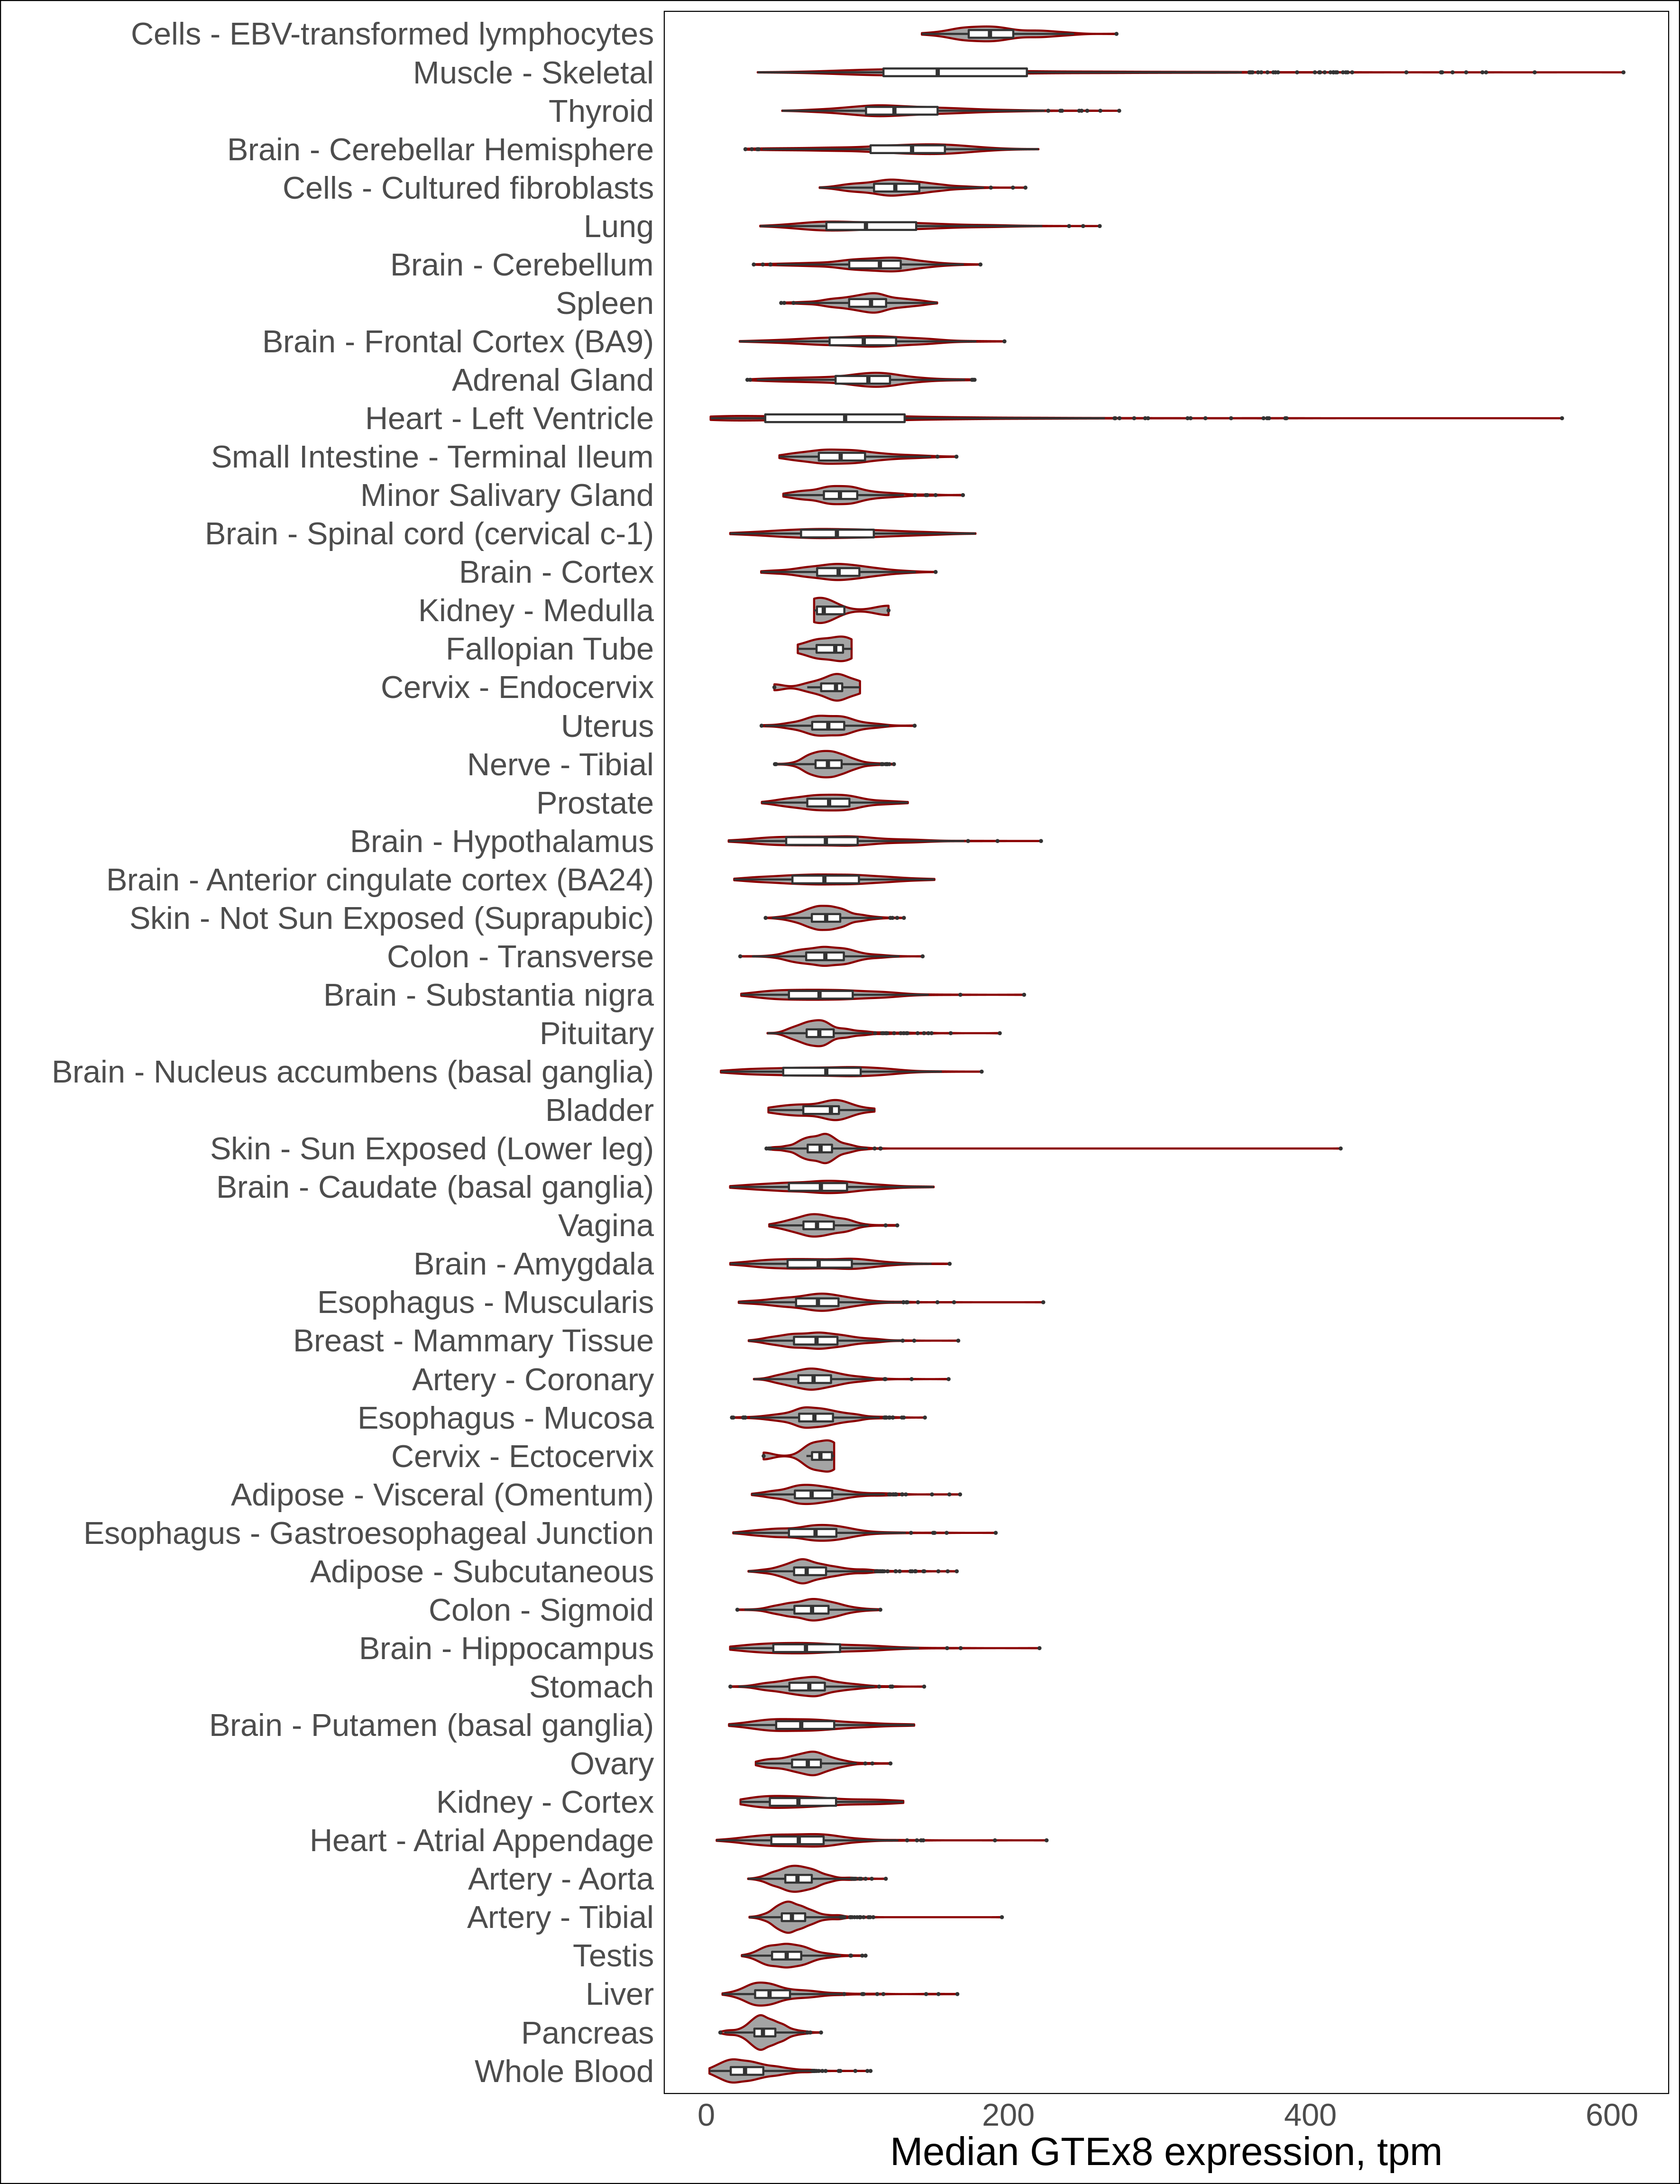 Cells - EBV-transformed lymphocytes
Muscle - Skeletal
Thyroid
Brain - Cerebellar Hemisphere
Cells - Cultured fibroblasts
Lung
Brain - Cerebellum
Spleen
Brain - Frontal Cortex (BA9)
Adrenal Gland
Heart - Left Ventricle
Small Intestine - Terminal Ileum
Minor Salivary Gland
Brain - Spinal cord (cervical c-1)
Brain - Cortex
Kidney - Medulla
Fallopian Tube
Cervix - Endocervix
Uterus
Nerve - Tibial
Prostate
Brain - Hypothalamus
Brain - Anterior cingulate cortex (BA24)
Skin - Not Sun Exposed (Suprapubic)
Colon - Transverse
Brain - Substantia nigra
Pituitary
Brain - Nucleus accumbens (basal ganglia)
Bladder
Skin - Sun Exposed (Lower leg)
Brain - Caudate (basal ganglia)
Vagina
Brain - Amygdala
Esophagus - Muscularis
Breast - Mammary Tissue
Artery - Coronary
Esophagus - Mucosa
Cervix - Ectocervix
Adipose - Visceral (Omentum)
Esophagus - Gastroesophageal Junction
Adipose - Subcutaneous
Colon - Sigmoid
Brain - Hippocampus
Stomach
Brain - Putamen (basal ganglia)
Ovary
Kidney - Cortex
Heart - Atrial Appendage
Artery - Aorta
Artery - Tibial
Testis
Liver
Pancreas
Whole Blood
0 200 400 600
Median GTEx8 expression, tpm